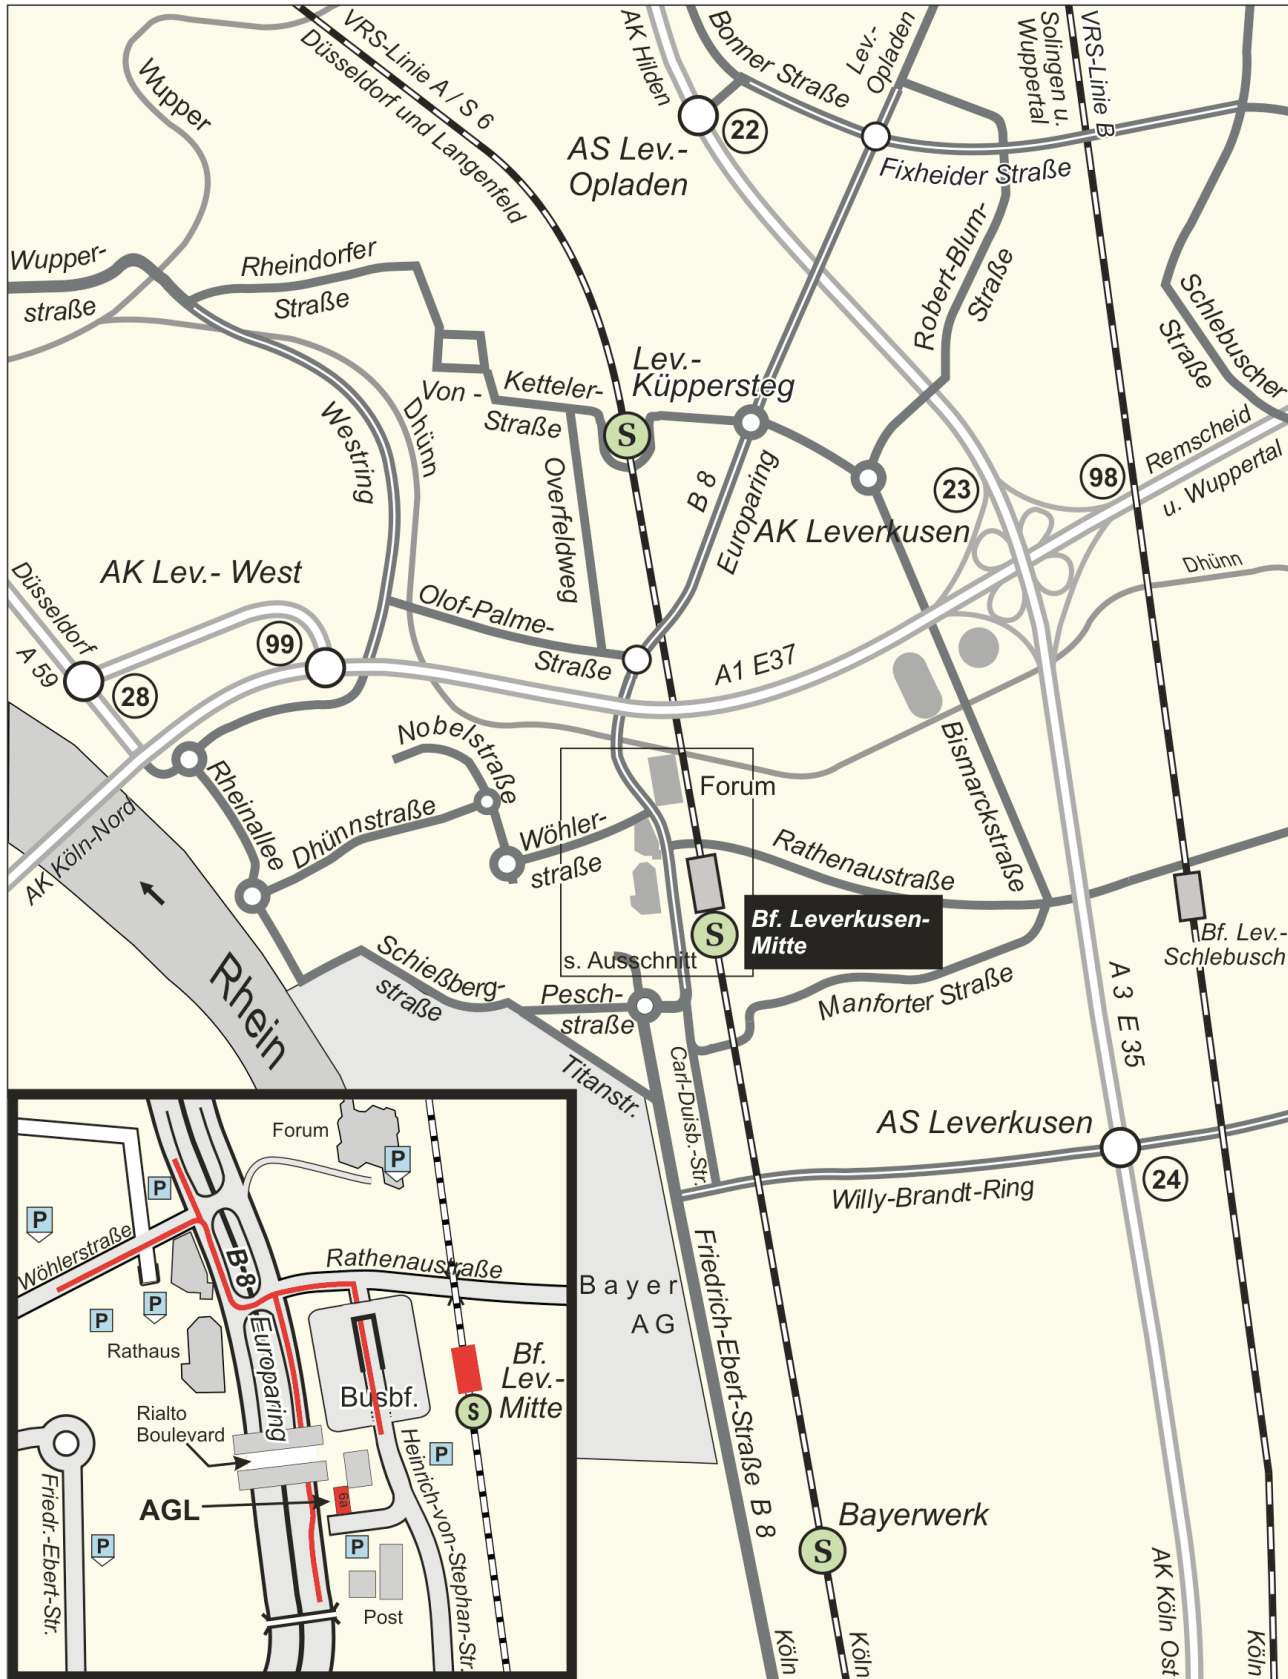 VRS-Linie A / S 6
Düsseldorf und Langenfeld
AK Hilden
Bonner Straße
Lev.-
Opladen
Solingen u.
Wuppertal
VRS-Linie B
Wupper
22
AS Lev.-
Opladen
Fixheider Straße
Wupper-
straße
Rheindorfer
Straße
Robert-Blum-
Straße
Schlebuscher
Straße
Lev.-
Küppersteg
Von -
Ketteler-
Straße
S
Dhünn
Westring
Overfeldweg
B 8
Europaring
23
98
Remscheid
u. Wuppertal
AK Leverkusen
Dhünn
AK Lev.- West
Düsseldorf
A 59
28
99
Olof-Palme-
Straße
A1 E37
Nobelstraße
Forum
Bismarckstraße
Rheinallee
Dhünnstraße
Wöhler-
straße
Rathenaustraße
AK Köln-Nord
Bf. Leverkusen-
Mitte
S
s. Ausschnitt
Bf. Lev.-
Schlebusch
Rhein
Schießberg-
straße
Pesch-
straße
Manforter Straße
A 3 E 35
Titanstr.
Carl-Duisb.-Str.
AS Leverkusen
24
Willy-Brandt-Ring
Bayer
AG
Friedrich-Ebert-Straße B 8
Bayerwerk
S
AK Köln Ost
Köln
Köln
Köln
Forum
P
P
P
Wöhlerstraße
B-8
Rathenaustraße
P
P
Rathaus
Europaring
Busbf.
Bf.
Lev.-
Mitte
S
Rialto
Boulevard
P
AGL
6a
Heinrich-von-Stephan-Str.
Friedr.-Ebert-Str.
P
P
Post